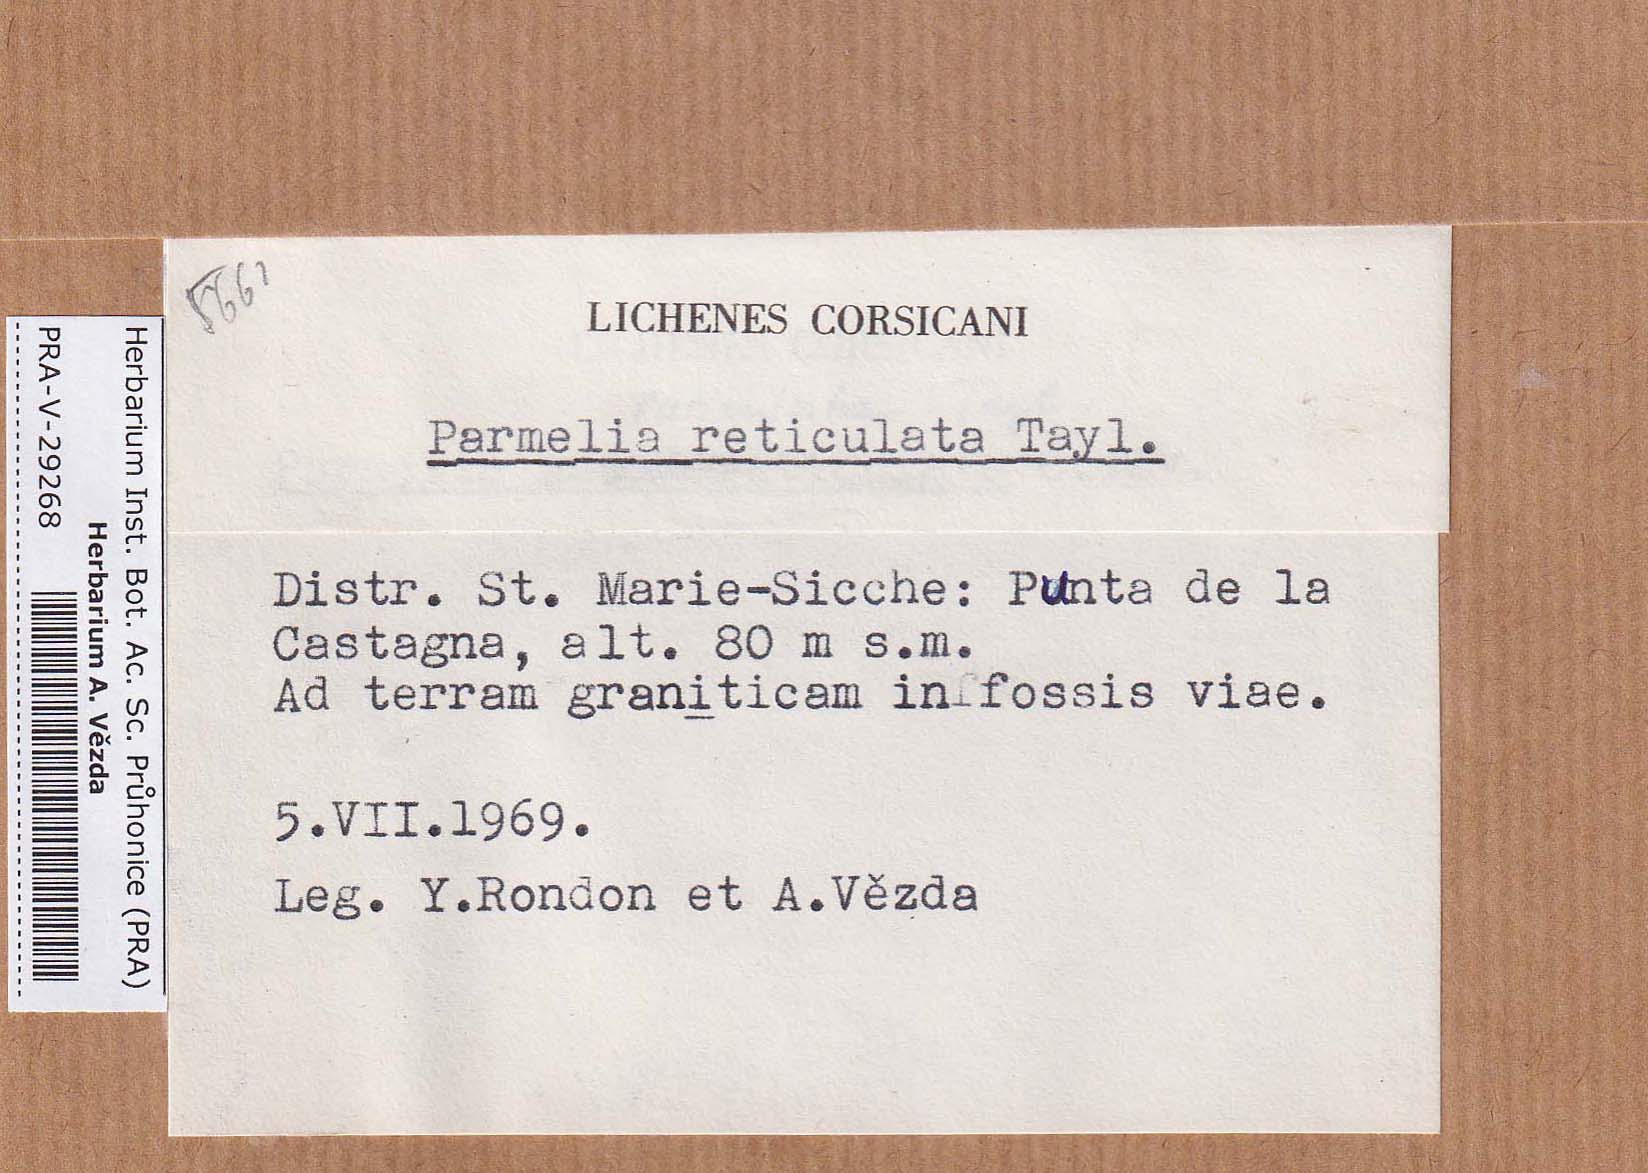 LICHENES CORSICANI
Parmelia reticulata Tayl.
Distr. St. Marie-Sicche: Punta de la
Castagna, alt. 80 m s.m.
Ad terram graniticam in fossis viae.
5.VII.1969.
Leg. Y.Rondon et A.Vězda
Herbarium Inst. Bot. Ac. Sc. Průhonice (PRA)
Herbarium A. Vězda
PRA-V-29268